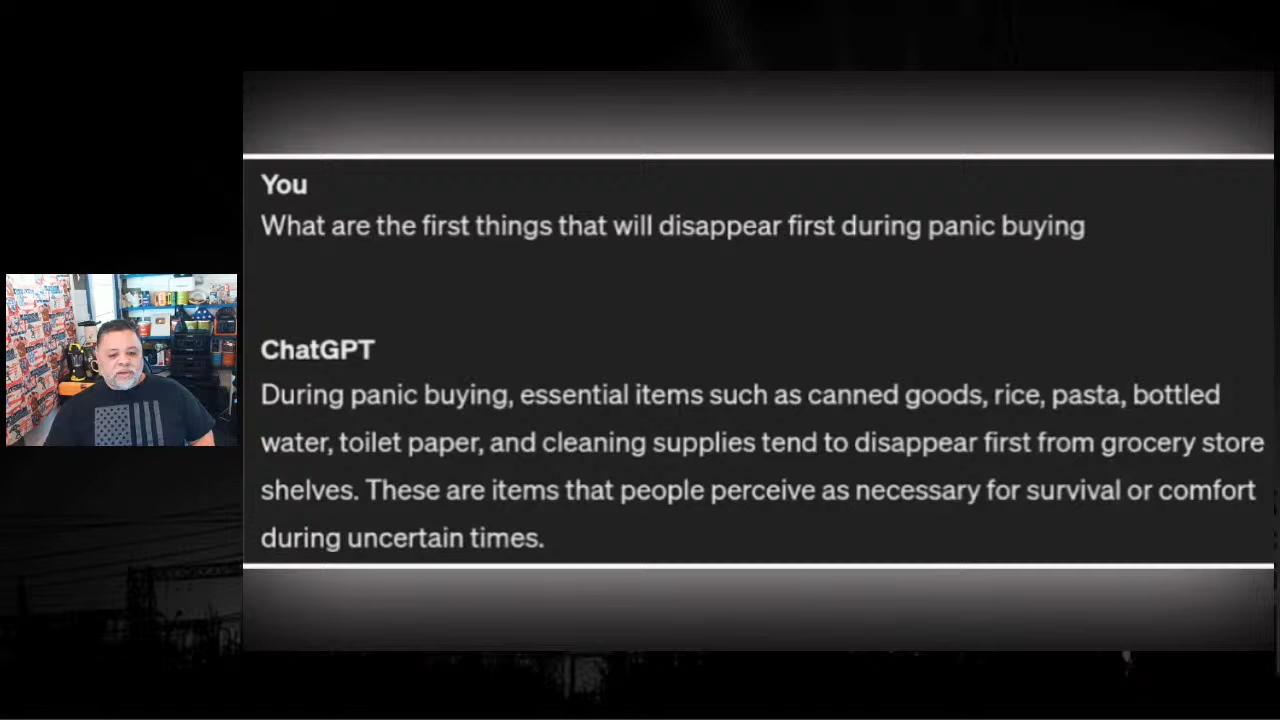 You
What are the first things that will disappear first during panic buying
ChatGPT
During panic buying, essential items such as canned goods, rice, pasta, bottled
water, toilet paper, and cleaning supplies tend to disappear first from grocery store
shelves. These are items that people perceive as necessary for survival or comfort
during uncertain times.